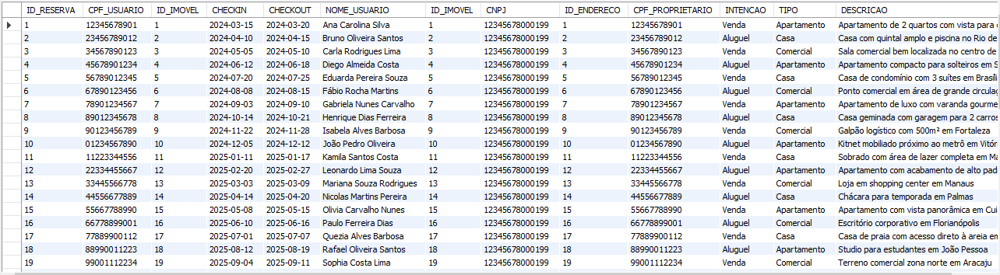 ID_RESERVA CPF_USUARIO ID_IMOVEL CHECKIN CHECKOUT NOME_USUARIO ID_IMOVEL CNPJ ID_ENDERECO CPF_PROPRIETARIO INTENCAO TIPO DESCRICAO
1 12345678901 1 2024-03-15 2024-03-20 Ana Carolina Silva 1 12345678000199 1 12345678901 Venda Apartamento Apartamento de 2 quartos com vista para
2 23456789012 2 2024-04-10 2024-04-15 Bruno Oliveira Santos 2 12345678000199 2 23456789012 Aluguel Casa Casa com quintal amplo e piscina no Rio de
3 34567890123 3 2024-05-05 2024-05-10 Carla Rodrigues Lima 3 12345678000199 3 34567890123 Venda Comercial Sala comercial bem localizada no centro de
4 45678901234 4 2024-06-12 2024-06-18 Diego Almeida Costa 4 12345678000199 4 45678901234 Aluguel Apartamento Apartamento compacto para solteiros em S
5 56789012345 5 2024-07-20 2024-07-25 Eduarda Pereira Souza 5 12345678000199 5 56789012345 Venda Casa Casa de condomínio com 3 suítes em Brasíli
6 67890123456 6 2024-08-08 2024-08-15 Fábio Rocha Martins 6 12345678000199 6 67890123456 Aluguel Comercial Ponto comercial em área de grande circulaç
7 78901234567 7 2024-09-03 2024-09-10 Gabriela Nunes Carvalho 7 12345678000199 7 78901234567 Venda Apartamento Apartamento de luxo com varanda gourme
8 89012345678 8 2024-10-14 2024-10-21 Henrique Dias Ferreira 8 12345678000199 8 89012345678 Aluguel Casa Casa geminada com garagem para 2 carros
9 90123456789 9 2024-11-22 2024-11-28 Isabela Alves Barbosa 9 12345678000199 9 90123456789 Venda Comercial Galpão logístico com 500m² em Fortaleza
10 01234567890 10 2024-12-05 2024-12-12 João Pedro Oliveira 10 12345678000199 10 01234567890 Aluguel Apartamento Kitnet mobiliado próximo ao metrô em Vitór
11 11223344556 11 2025-01-11 2025-01-17 Kamila Santos Costa 11 12345678000199 11 11223344556 Venda Casa Sobrado com área de lazer completa em Ma
12 22334455667 12 2025-02-20 2025-02-27 Leonardo Lima Souza 12 12345678000199 12 22334455667 Aluguel Apartamento Apartamento com acabamento de alto pad
13 33445566778 13 2025-03-03 2025-03-09 Mariana Souza Rodrigues 13 12345678000199 13 33445566778 Venda Comercial Loja em shopping center em Manaus
14 44556677889 14 2025-04-14 2025-04-20 Nicolas Martins Pereira 14 12345678000199 14 44556677889 Aluguel Casa Chácara para temporada em Palmas
15 55667788990 15 2025-05-08 2025-05-15 Olivia Carvalho Nunes 15 12345678000199 15 55667788990 Venda Apartamento Apartamento com vista panorâmica em Cui
16 66778899001 16 2025-06-10 2025-06-16 Paulo Ferreira Dias 16 12345678000199 16 66778899001 Aluguel Comercial Escritório corporativo em Florianópolis
17 77889900112 17 2025-07-01 2025-07-07 Quezia Alves Barbosa 17 12345678000199 17 77889900112 Venda Casa Casa de praia com acesso direto à areia em
18 88990011223 18 2025-08-12 2025-08-19 Rafael Oliveira Santos 18 12345678000199 18 88990011223 Aluguel Apartamento Studio para estudantes em João Pessoa
19 99001112234 19 2025-09-04 2025-09-11 Sophia Costa Lima 19 12345678000199 19 99001112234 Venda Comercial Terreno comercial zona norte em Aracaju